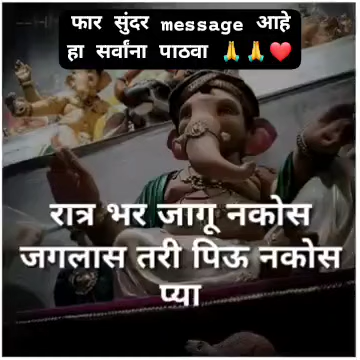 फार सुंदर message आहे
हा सर्वांना पाठवा 🙏🙏❤️
रात्र भर जागू नकोस
जगलास तरी पिऊ नकोस
प्या